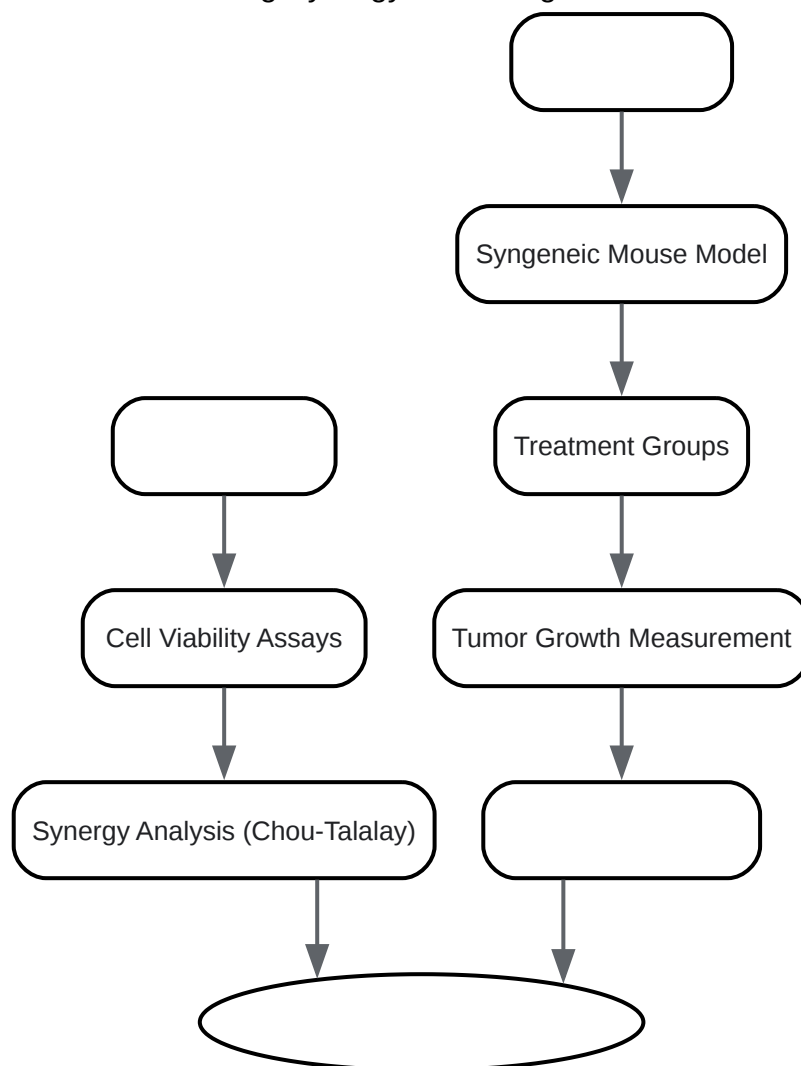 Syngeneic Mouse Model
Treatment Groups
Cell Viability Assays
Tumor Growth Measurement
Synergy Analysis (Chou-Talalay)